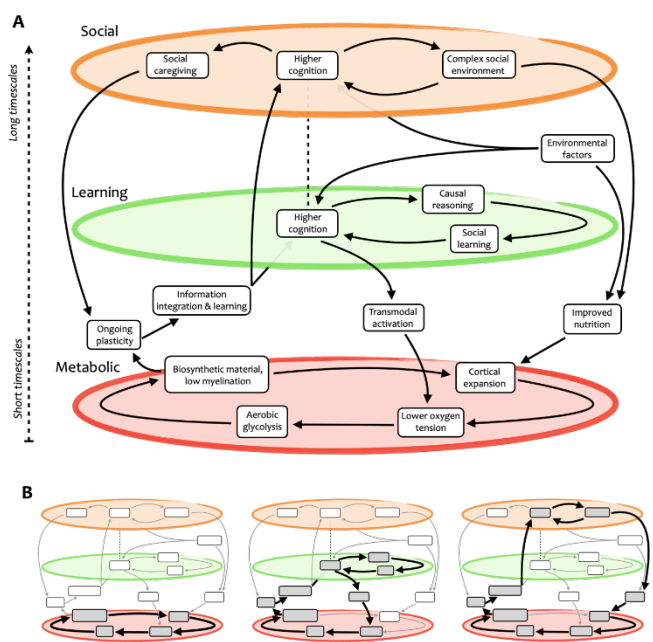 A
Social
Social
caregiving
Higher
cognition
Complex social
environment
Long timescales
Environmental
factors
Learning
Causal
reasoning
Higher
cognition
Social
learning
Information
integration & learning
Transmodal
activation
Improved
nutrition
Ongoing
plasticity
Short timescales
Metabolic
Biosynthetic material,
low myelination
Cortical
expansion
Aerobic
glycolysis
Lower oxygen
tension
B